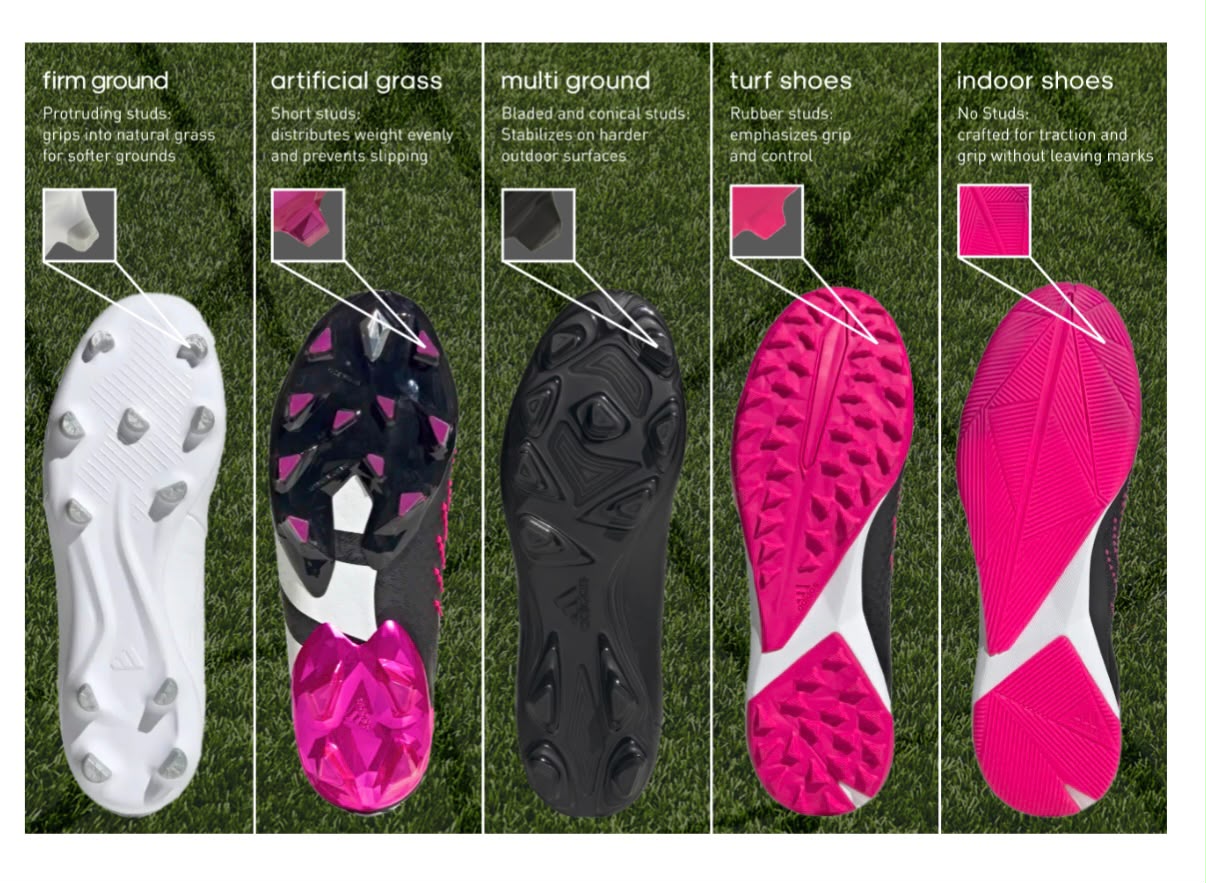 firm ground
Protruding studs:
grips into natural grass
for softer grounds
artificial grass
Short studs:
distributes weight evenly
and prevents slipping
multi ground
Bladed and conical studs:
Stabilizes on harder
outdoor surfaces
turf shoes
Rubber studs:
emphasizes grip
and control
indoor shoes
No Studs:
crafted for traction and
grip without leaving marks
adidas